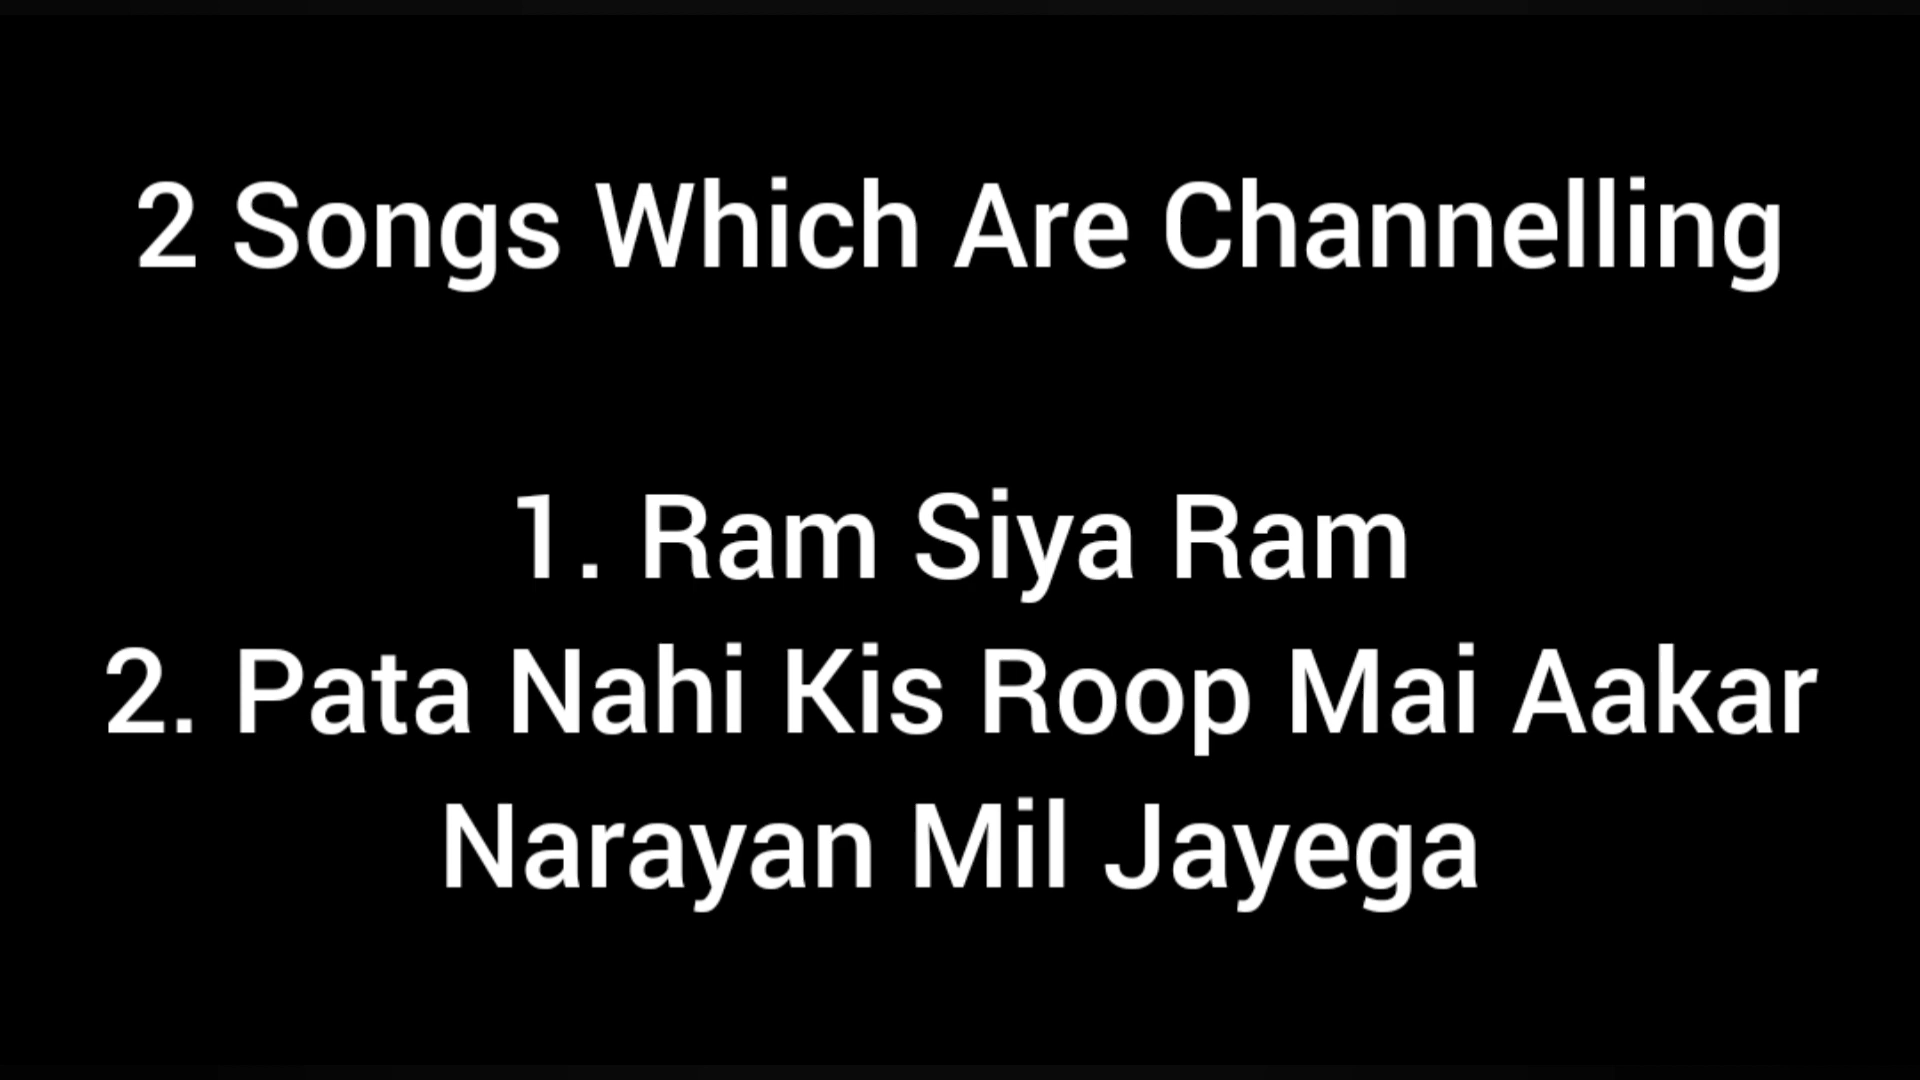 2 Songs Which Are Channelling
1. Ram Siya Ram
2. Pata Nahi Kis Roop Mai Aakar
Narayan Mil Jayega